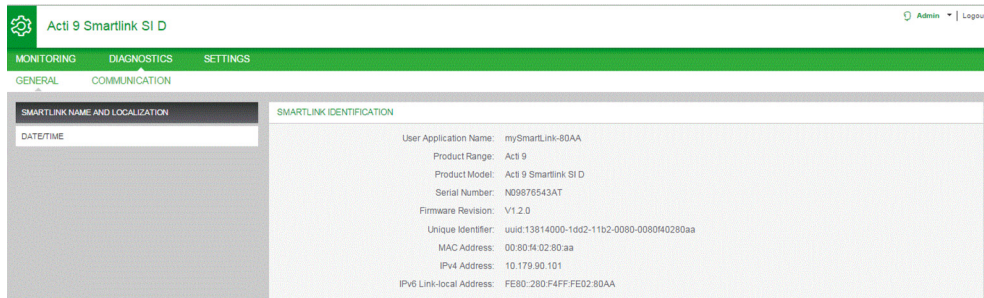 Acti 9 Smartlink SI D
Admin | Logou
MONITORING DIAGNOSTICS SETTINGS
GENERAL COMMUNICATION
SMARTLINK NAME AND LOCALIZATION
DATE/TIME
SMARTLINK IDENTIFICATION
User Application Name: mySmartLink-80AA
Product Range: Acti 9
Product Model: Acti 9 Smartlink SI D
Serial Number: N09876543AT
Firmware Revision: V1.2.0
Unique Identifier: uuid:13814000-1dd2-11b2-0080-0080f40280aa
MAC Address: 00:80:f4:02:80:aa
IPv4 Address: 10.179.90.101
IPv6 Link-local Address: FE80::280:F4FF:FE02:80AA